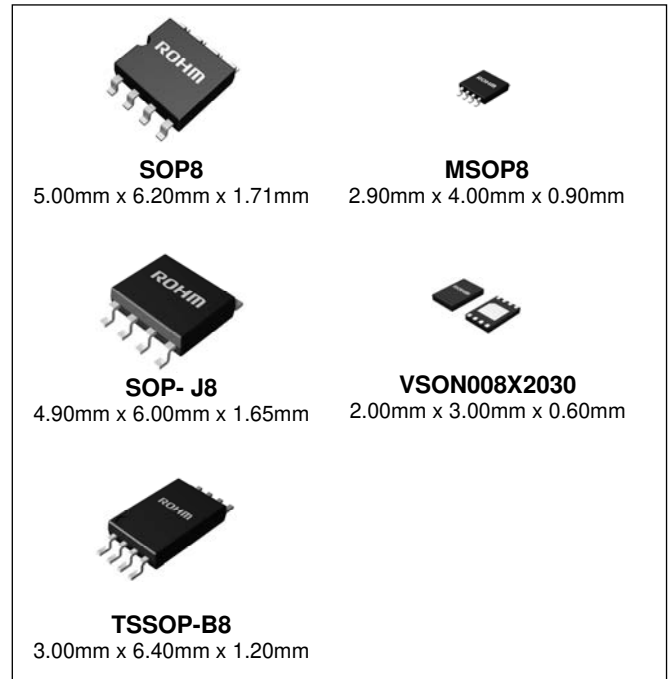 ROHM
SOP8
5.00mm x 6.20mm x 1.71mm
ROHM
MSOP8
2.90mm x 4.00mm x 0.90mm
ROHM
SOP- J8
4.90mm x 6.00mm x 1.65mm
ROHM
VSON008X2030
2.00mm x 3.00mm x 0.60mm
ROHM
TSSOP-B8
3.00mm x 6.40mm x 1.20mm